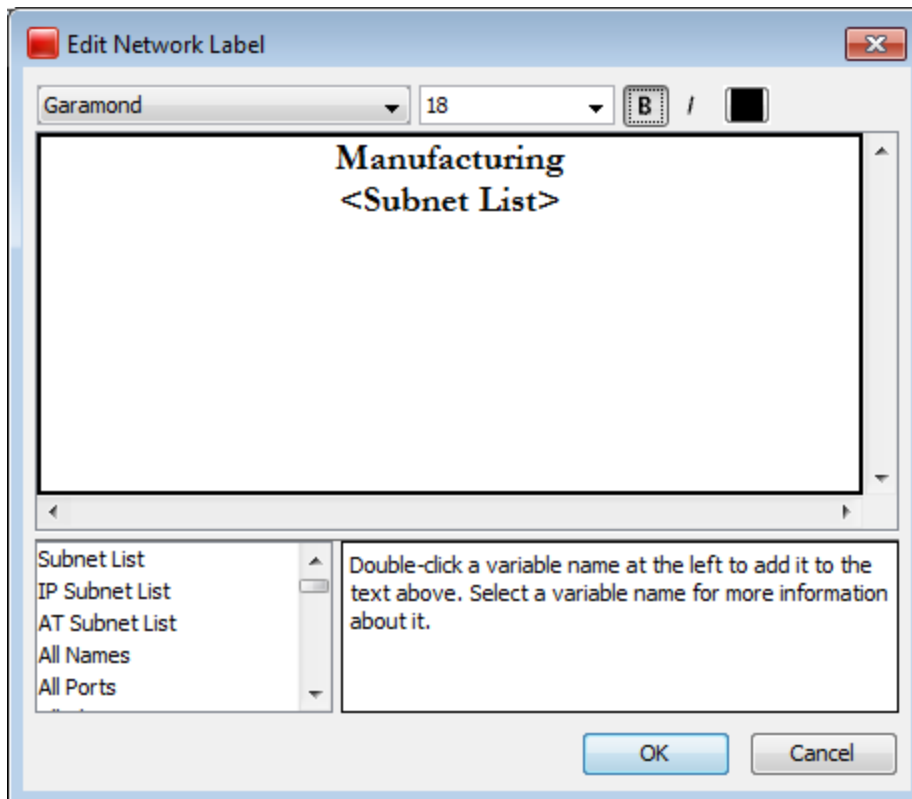 Edit Network Label
Garamond
18
B
I
Manufacturing
<Subnet List>
Subnet List
IP Subnet List
AT Subnet List
All Names
All Ports
Double-click a variable name at the left to add it to the
text above. Select a variable name for more information
about it.
OK
Cancel